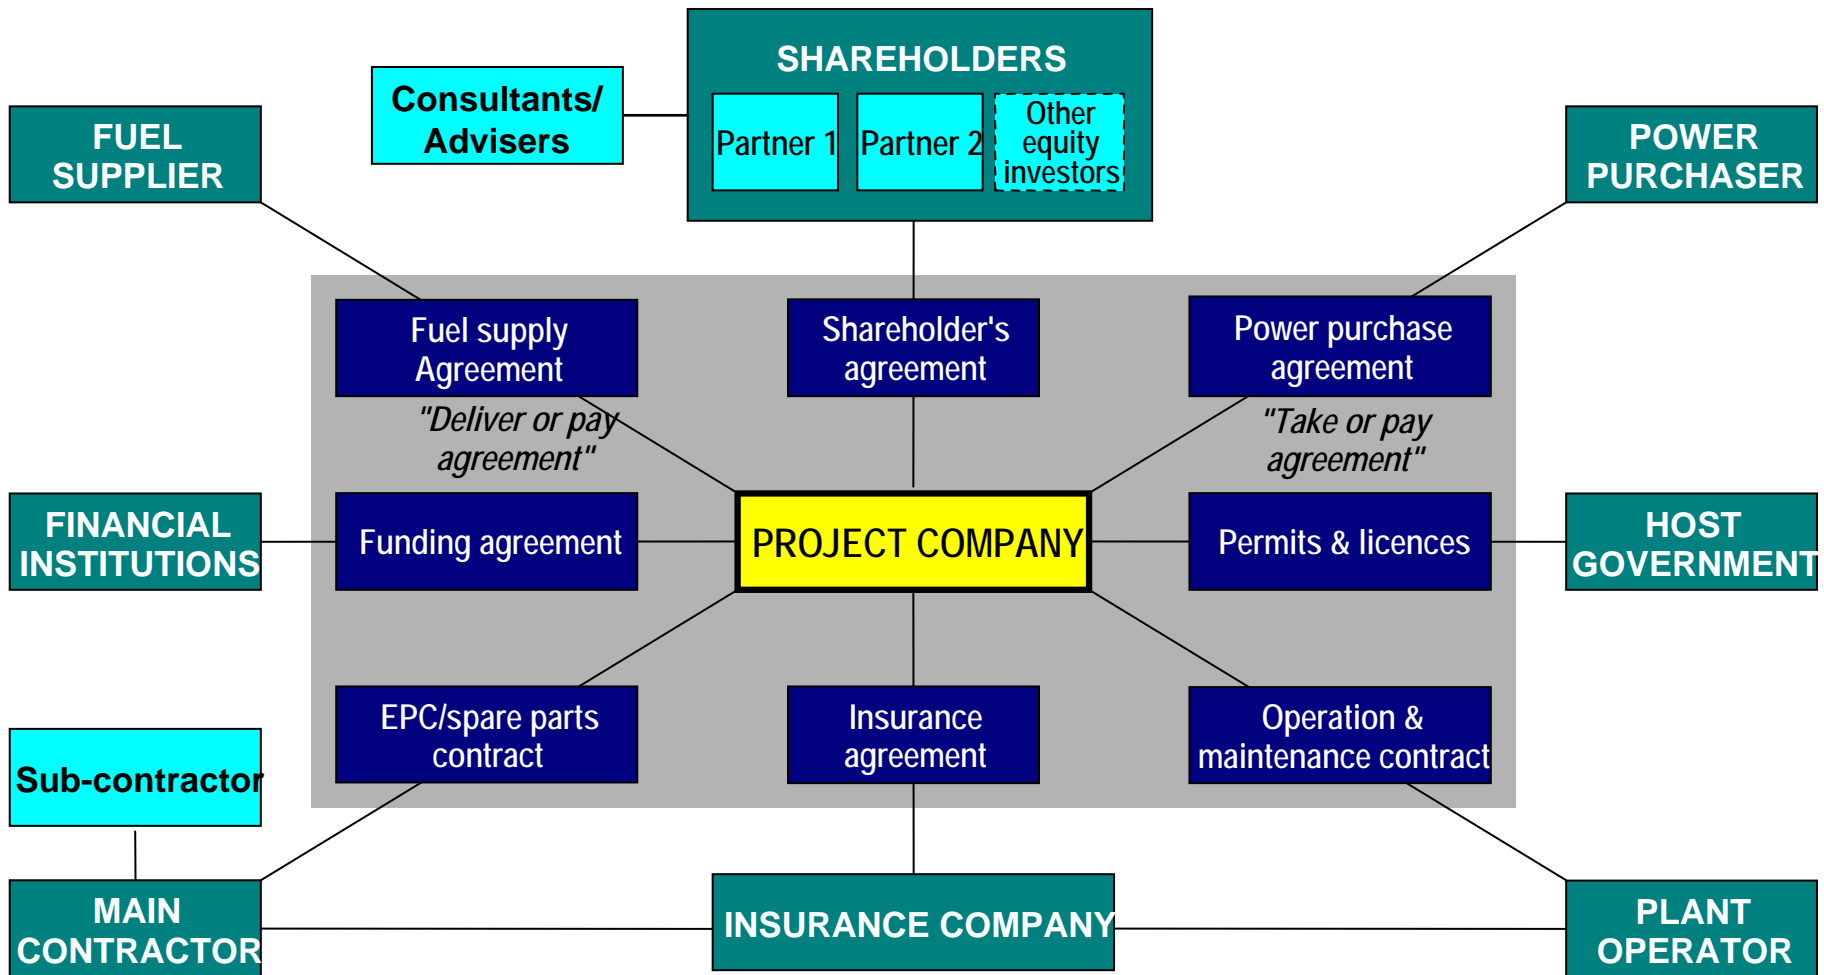 SHAREHOLDERS
Consultants/
Advisers
Partner 1
Partner 2
Other
equity
investors
FUEL
SUPPLIER
POWER
PURCHASER
Fuel supply
Agreement
Shareholder's
agreement
Power purchase
agreement
"Deliver or pay
agreement"
"Take or pay
agreement"
FINANCIAL
INSTITUTIONS
Funding agreement
PROJECT COMPANY
Permits & licences
HOST
GOVERNMENT
EPC/spare parts
contract
Insurance
agreement
Operation &
maintenance contract
Sub-contractor
MAIN
CONTRACTOR
INSURANCE COMPANY
PLANT
OPERATOR